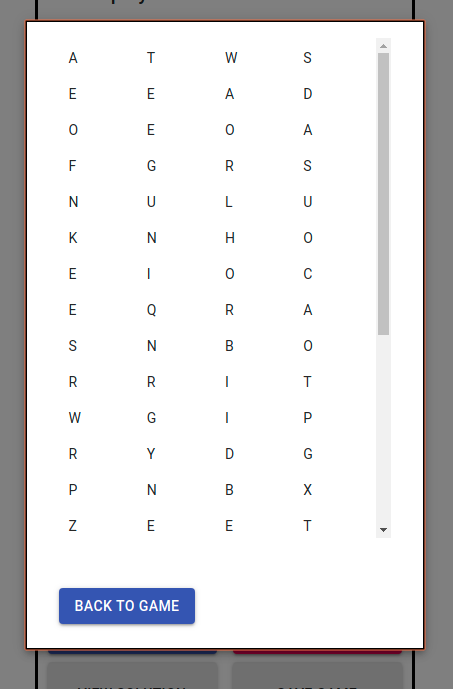 A T W S
E E A D
O E O A
F G R S
N U L U
K N H O
E I O C
E Q R A
S N B O
R R I T
W G I P
R Y D G
P N B X
Z E E T
BACK TO GAME